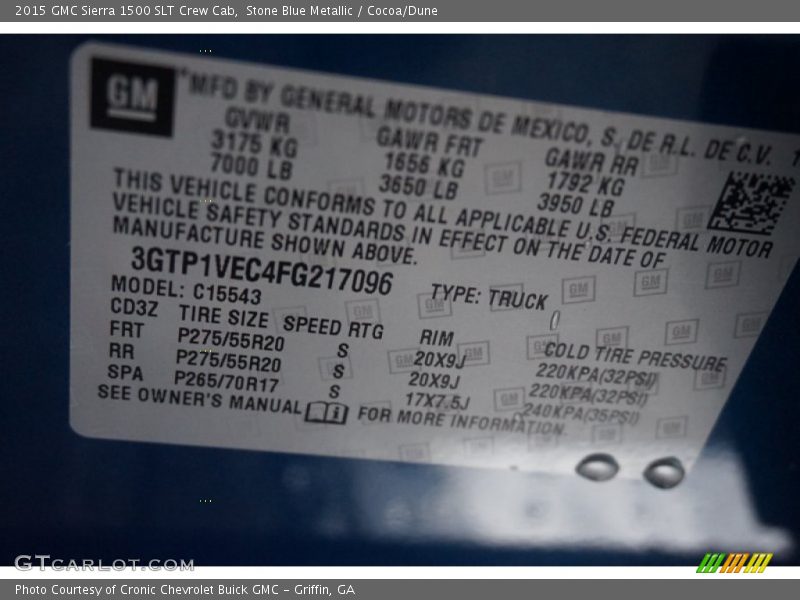 2015 GMC Sierra 1500 SLT Crew Cab, Stone Blue Metallic / Cocoa/Dune
GM
MFD BY GENERAL MOTORS DE MEXICO, S. DE R.L. DE C.V.
GVWR GAWR FRT GAWR RR
3175 KG 1656 KG 1792 KG
7000 LB 3650 LB 3950 LB
THIS VEHICLE CONFORMS TO ALL APPLICABLE U.S. FEDERAL MOTOR
VEHICLE SAFETY STANDARDS IN EFFECT ON THE DATE OF
MANUFACTURE SHOWN ABOVE.
3GTP1VEC4FG217096
MODEL: C15543 TYPE: TRUCK
CD3Z TIRE SIZE SPEED RTG RIM COLD TIRE PRESSURE
FRT P275/55R20 S 20X9J 220KPA(32PSI)
RR P275/55R20 S 20X9J 220KPA(32PSI)
SPA P265/70R17 S 17X7.5J 240KPA(35PSI)
SEE OWNER'S MANUAL FOR MORE INFORMATION.
GTCARLOT.COM
Photo Courtesy of Cronic Chevrolet Buick GMC - Griffin, GA